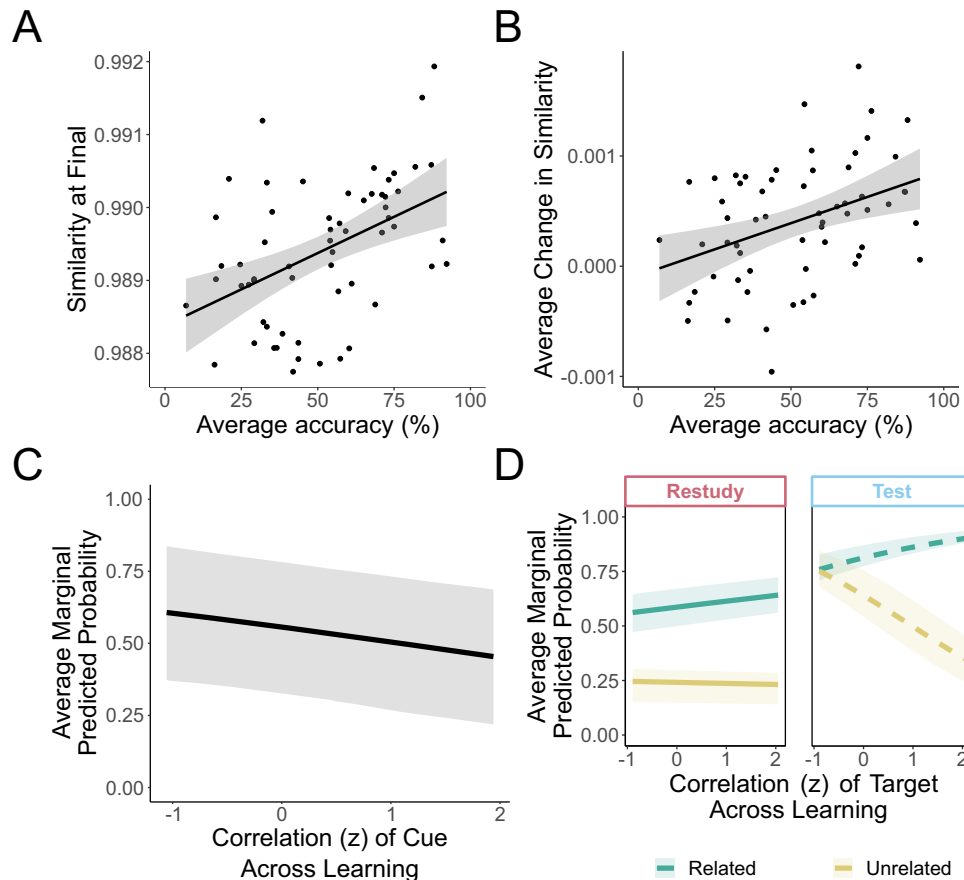 A
0.992
0.991
0.990
0.989
0.988
Similarity at Final
0
25
50
75
100
Average accuracy (%)
B
0.001
0.000
-0.001
Average Change in Similarity
0
25
50
75
100
Average accuracy (%)
C
1.00
0.75
0.50
0.25
0.00
Average Marginal
Predicted Probability
-1
0
1
2
Correlation (z) of Cue
Across Learning
D
Restudy
Test
1.00
0.75
0.50
0.25
0.00
Average Marginal
Predicted Probability
-1
0
1
2
-1
0
1
2
Correlation (z) of Target
Across Learning
Related
Unrelated